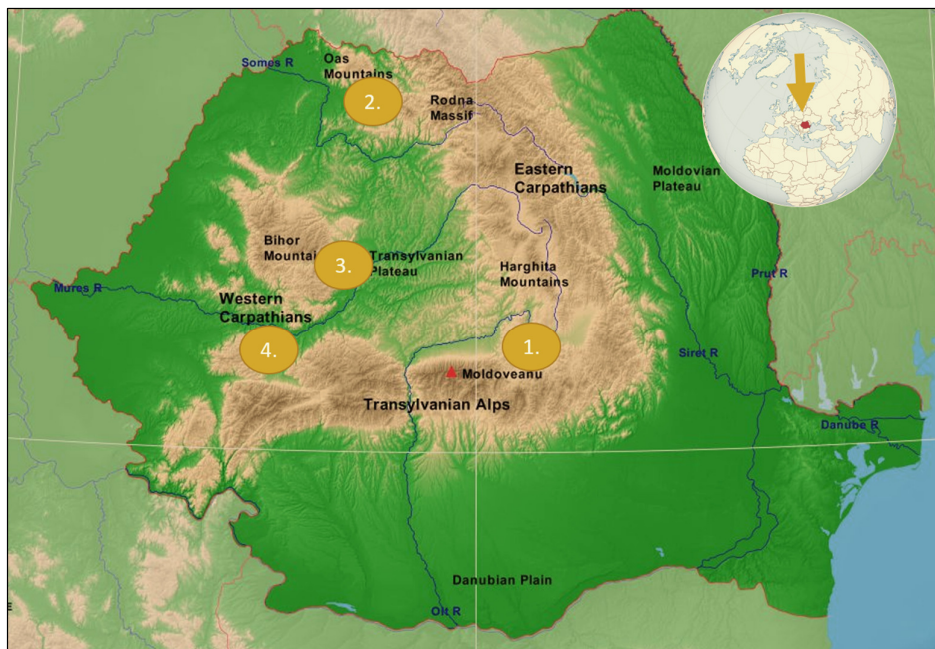 Oas
Mountains
Somes R
2.
Rodna
Massif
Eastern
Carpathians
Moldovian
Plateau
Bihor
Mountai
3.
Transylvanian
Plateau
Harghita
Mountains
Prut R
Mures R
Western
Carpathians
4.
1.
Siret R
Moldoveanu
Transylvanian Alps
Danube R
Danubian Plain
Olt R
E